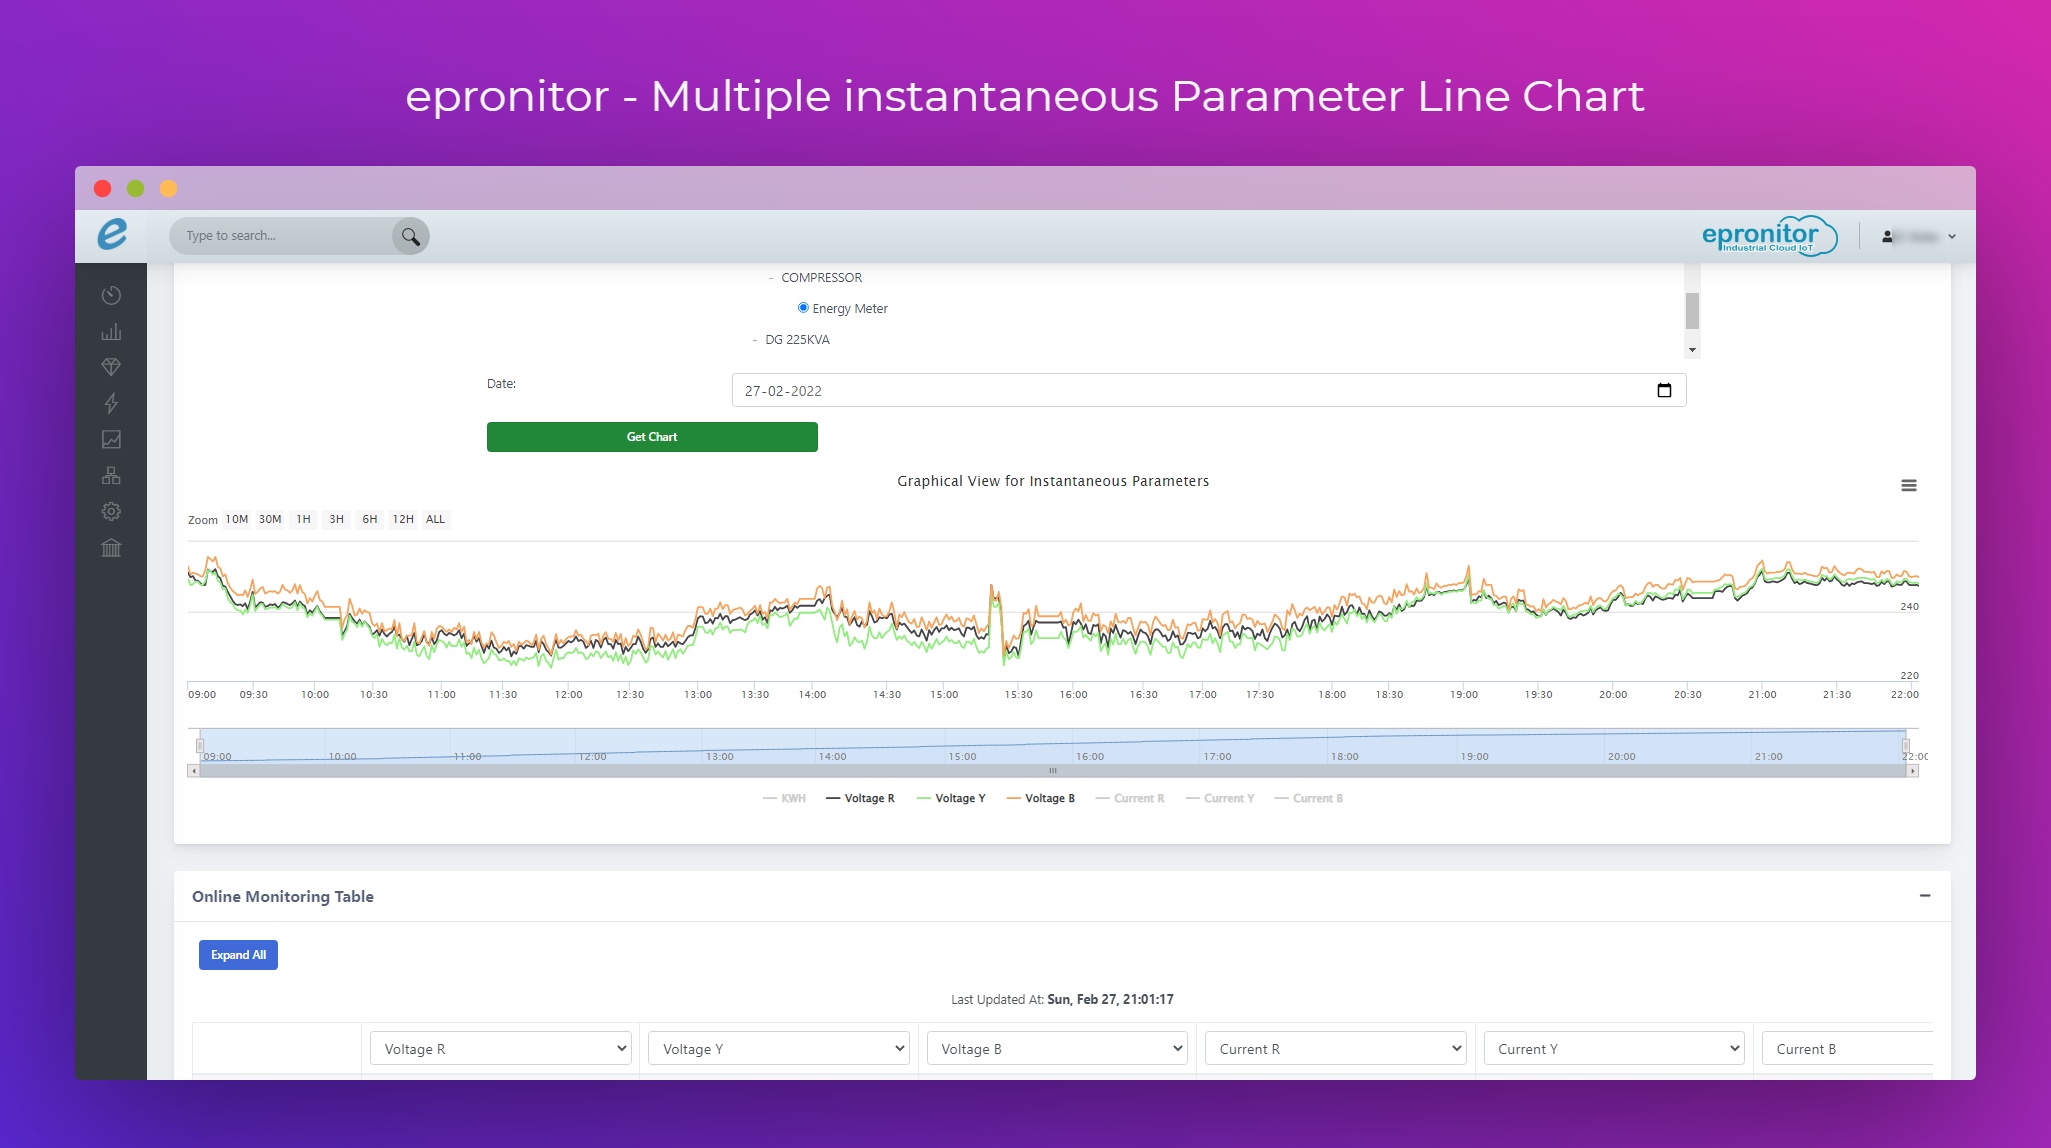 epronitor - Multiple instantaneous Parameter Line Chart
e
Type to search...
epronitor
Industrial Cloud IoT
- COMPRESSOR
Energy Meter
- DG 225KVA
Date:
27-02-2022
Get Chart
Graphical View for Instantaneous Parameters
Zoom 10M 30M 1H 3H 6H 12H ALL
240
220
09:00 09:30 10:00 10:30 11:00 11:30 12:00 12:30 13:00 13:30 14:00 14:30 15:00 15:30 16:00 16:30 17:00 17:30 18:00 18:30 19:00 19:30 20:00 20:30 21:00 21:30 22:00
09:00 10:00 11:00 12:00 13:00 14:00 15:00 16:00 17:00 18:00 19:00 20:00 21:00 22:00
KWH Voltage R Voltage Y Voltage B Current R Current Y Current B
Online Monitoring Table
Expand All
Last Updated At: Sun, Feb 27, 21:01:17
Voltage R Voltage Y Voltage B Current R Current Y Current B